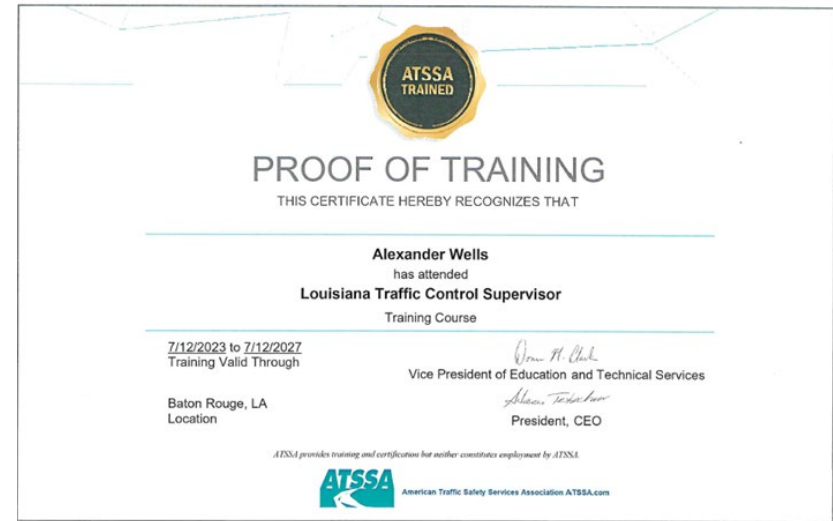 ATSSA
TRAINED
PROOF OF TRAINING
THIS CERTIFICATE HEREBY RECOGNIZES THAT
Alexander Wells
has attended
Louisiana Traffic Control Supervisor
Training Course
7/12/2023 to 7/12/2027
Training Valid Through
Vice President of Education and Technical Services
Baton Rouge, LA
Location
President, CEO
ATSSA provides training and certification but neither constitutes employment by ATSSA.
ATSSA
American Traffic Safety Services Association ATSSA.com